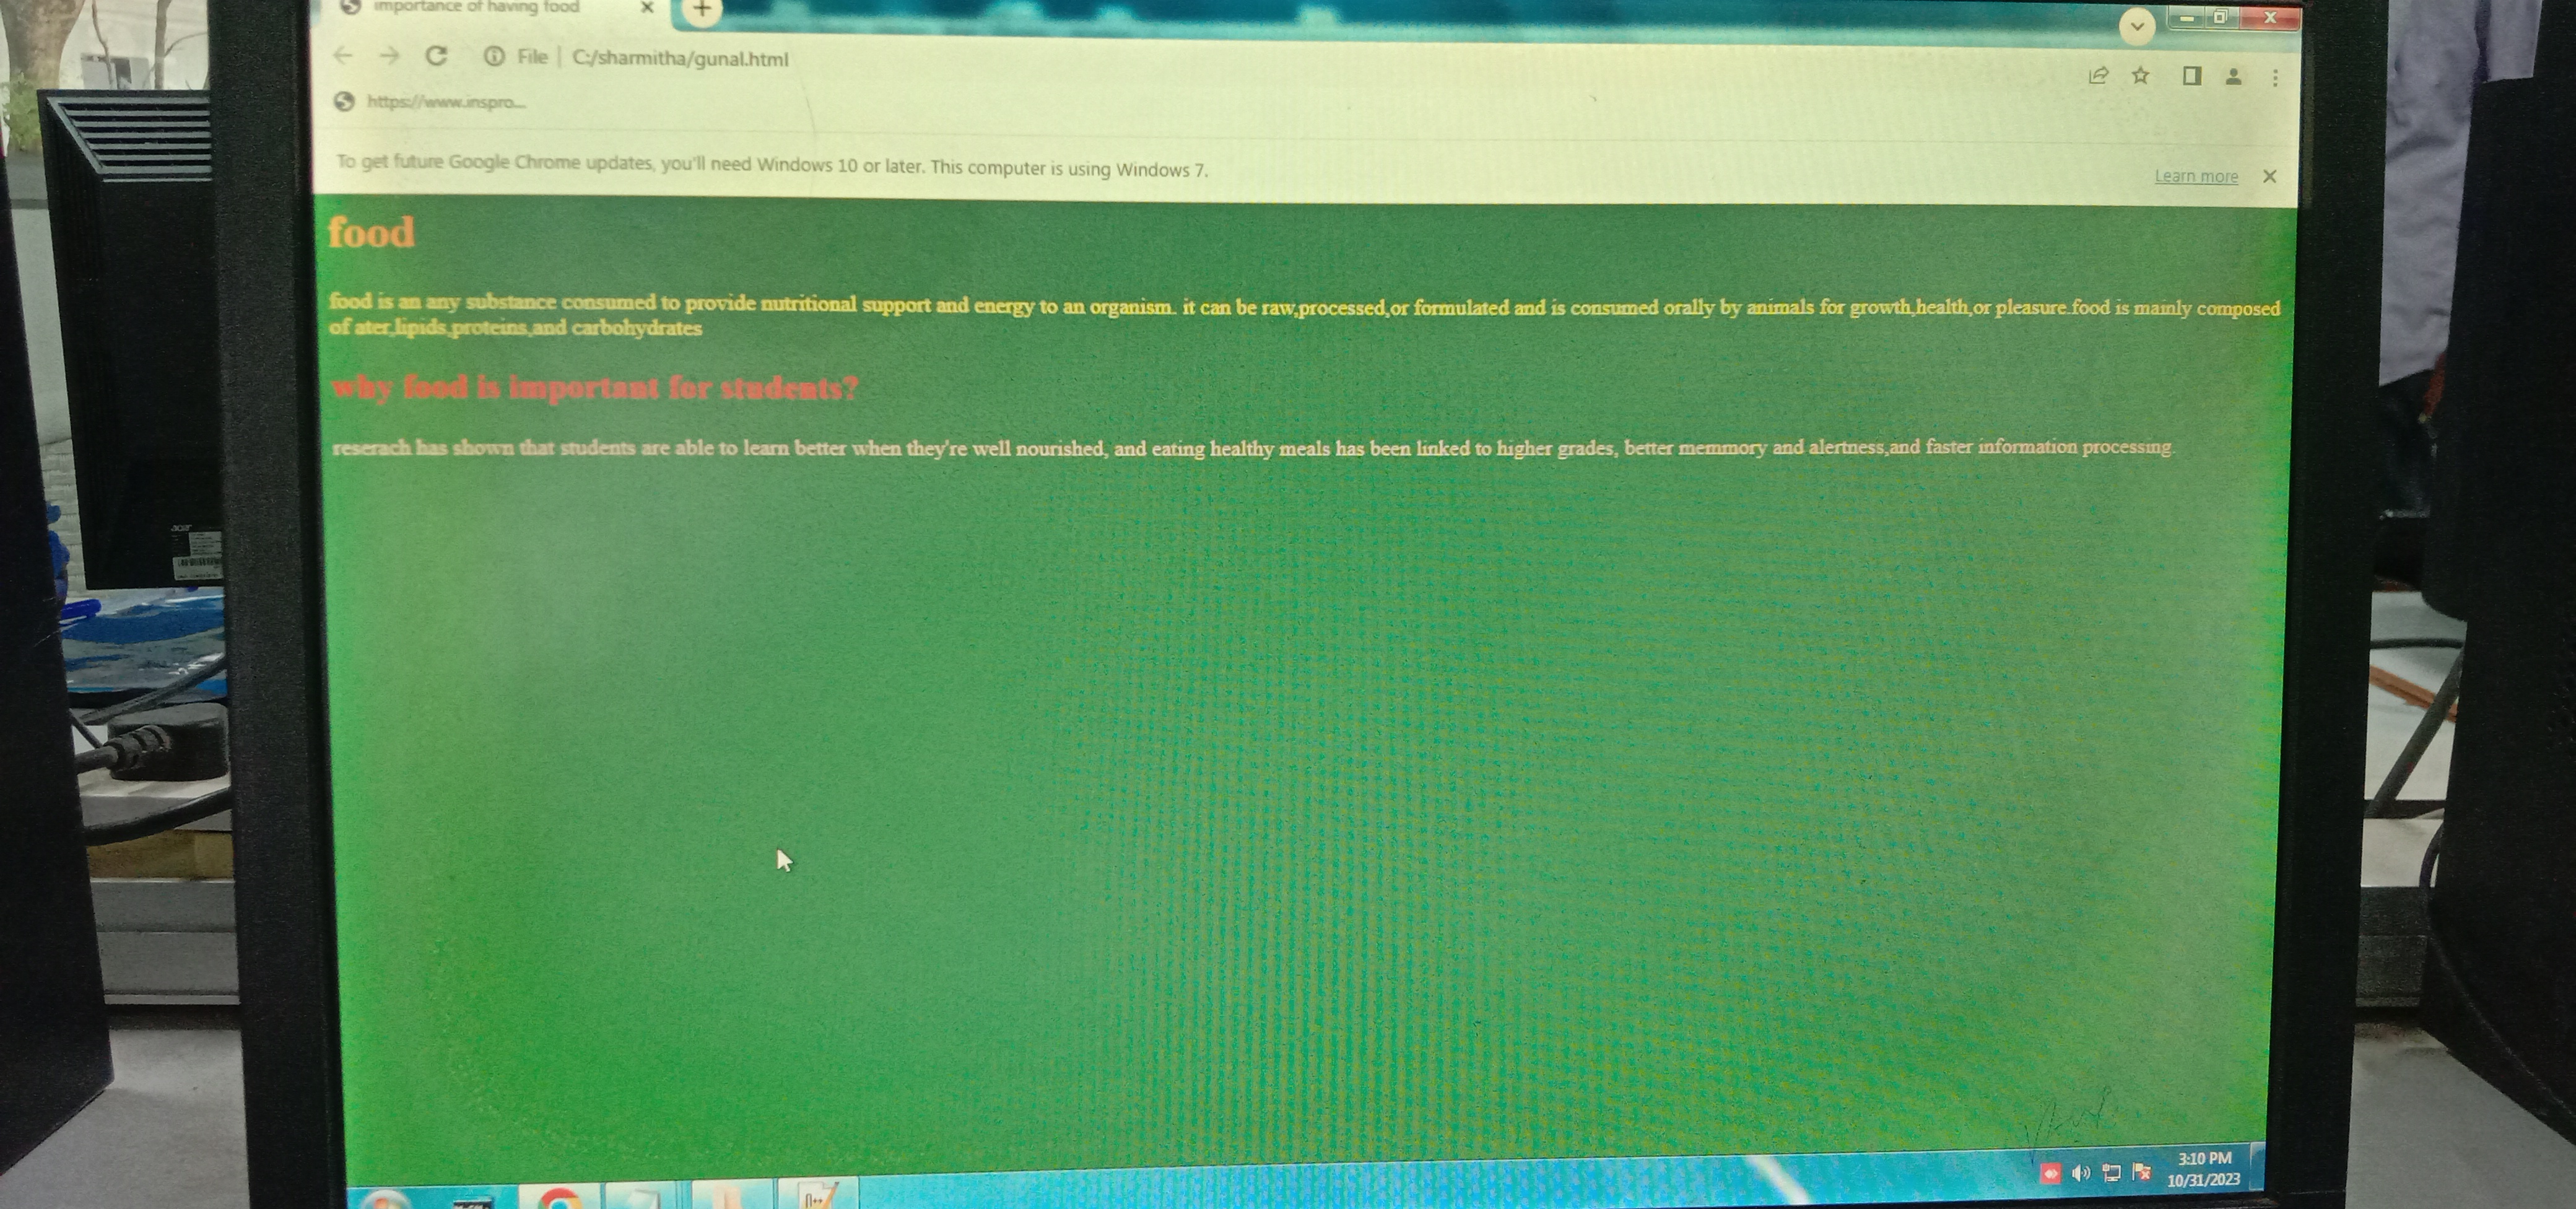 importance of having food
File | C:/sharmitha/gunal.html
https://www.inspro...
To get future Google Chrome updates, you'll need Windows 10 or later. This computer is using Windows 7.
Learn more
food
food is an any substance consumed to provide nutritional support and energy to an organism. it can be raw,processed,or formulated and is consumed orally by animals for growth,health,or pleasure.food is mainly composed
of ater,lipids,proteins,and carbohydrates
why food is important for students?
reserach has shown that students are able to learn better when they're well nourished, and eating healthy meals has been linked to higher grades, better memmory and alertness,and faster information processing.
acer
3:10 PM
10/31/2023